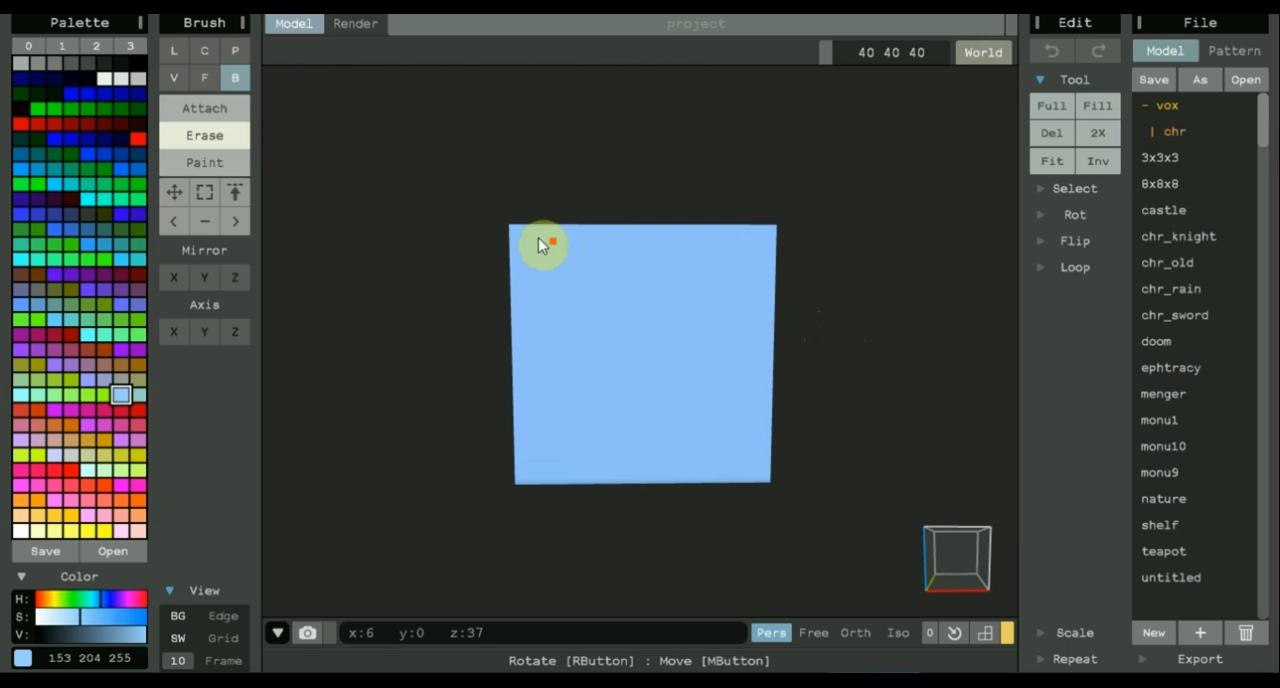 Palette
0 1 2 3
Save Open
Color
H:
S:
V:
153 204 255
Brush
L C P
V F B
Attach
Erase
Paint
< - >
Mirror
X Y Z
Axis
X Y Z
View
BG Edge
SW Grid
10 Frame
Model Render project
40 40 40 World
x:6 y:0 z:37 Pers Free Orth Iso 0
Rotate [RButton] : Move [MButton]
Edit
Tool
Full Fill
Del 2X
Fit Inv
Select
Rot
Flip
Loop
Scale
Repeat
File
Model Pattern
Save As Open
- vox
| chr
3x3x3
8x8x8
castle
chr_knight
chr_old
chr_rain
chr_sword
doom
ephtracy
menger
monu1
monu10
monu9
nature
shelf
teapot
untitled
New +
Export